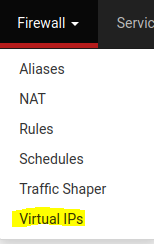 Firewall Servic
Aliases
NAT
Rules
Schedules
Traffic Shaper
Virtual IPs